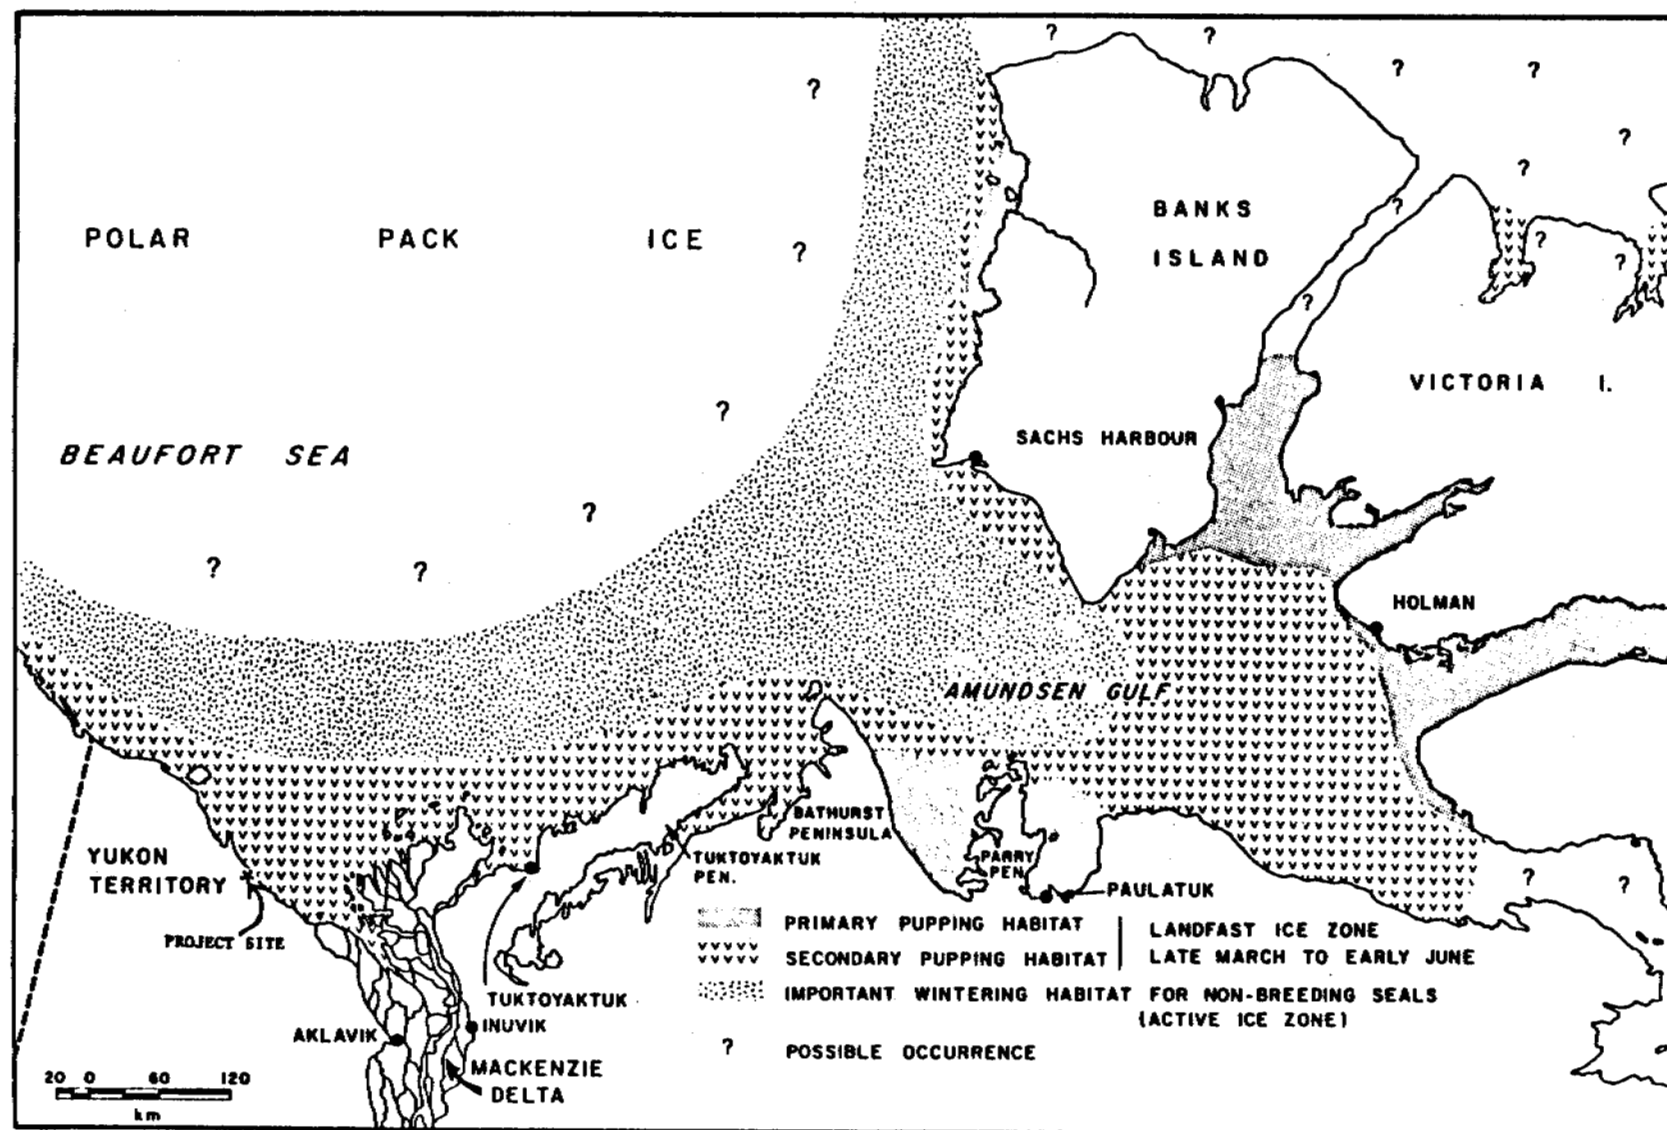 ? ?
? ?
?
?
?
POLAR PACK ICE
?
BANKS
ISLAND
?
?
?
?
VICTORIA I.
?
SACHS HARBOUR
BEAUFORT SEA
?
? ?
HOLMAN
AMUNDSEN GULF
BATHURST
PENINSULA
YUKON
TERRITORY
TUKTOYAKTUK
PEN.
PARRY
PEN.
PAULATUK
? ?
PROJECT SITE
PRIMARY PUPPING HABITAT
SECONDARY PUPPING HABITAT
LANDFAST ICE ZONE
LATE MARCH TO EARLY JUNE
IMPORTANT WINTERING HABITAT FOR NON-BREEDING SEALS
(ACTIVE ICE ZONE)
? POSSIBLE OCCURRENCE
TUKTOYAKTUK
INUVIK
AKLAVIK
MACKENZIE
DELTA
20 0 60 120
km